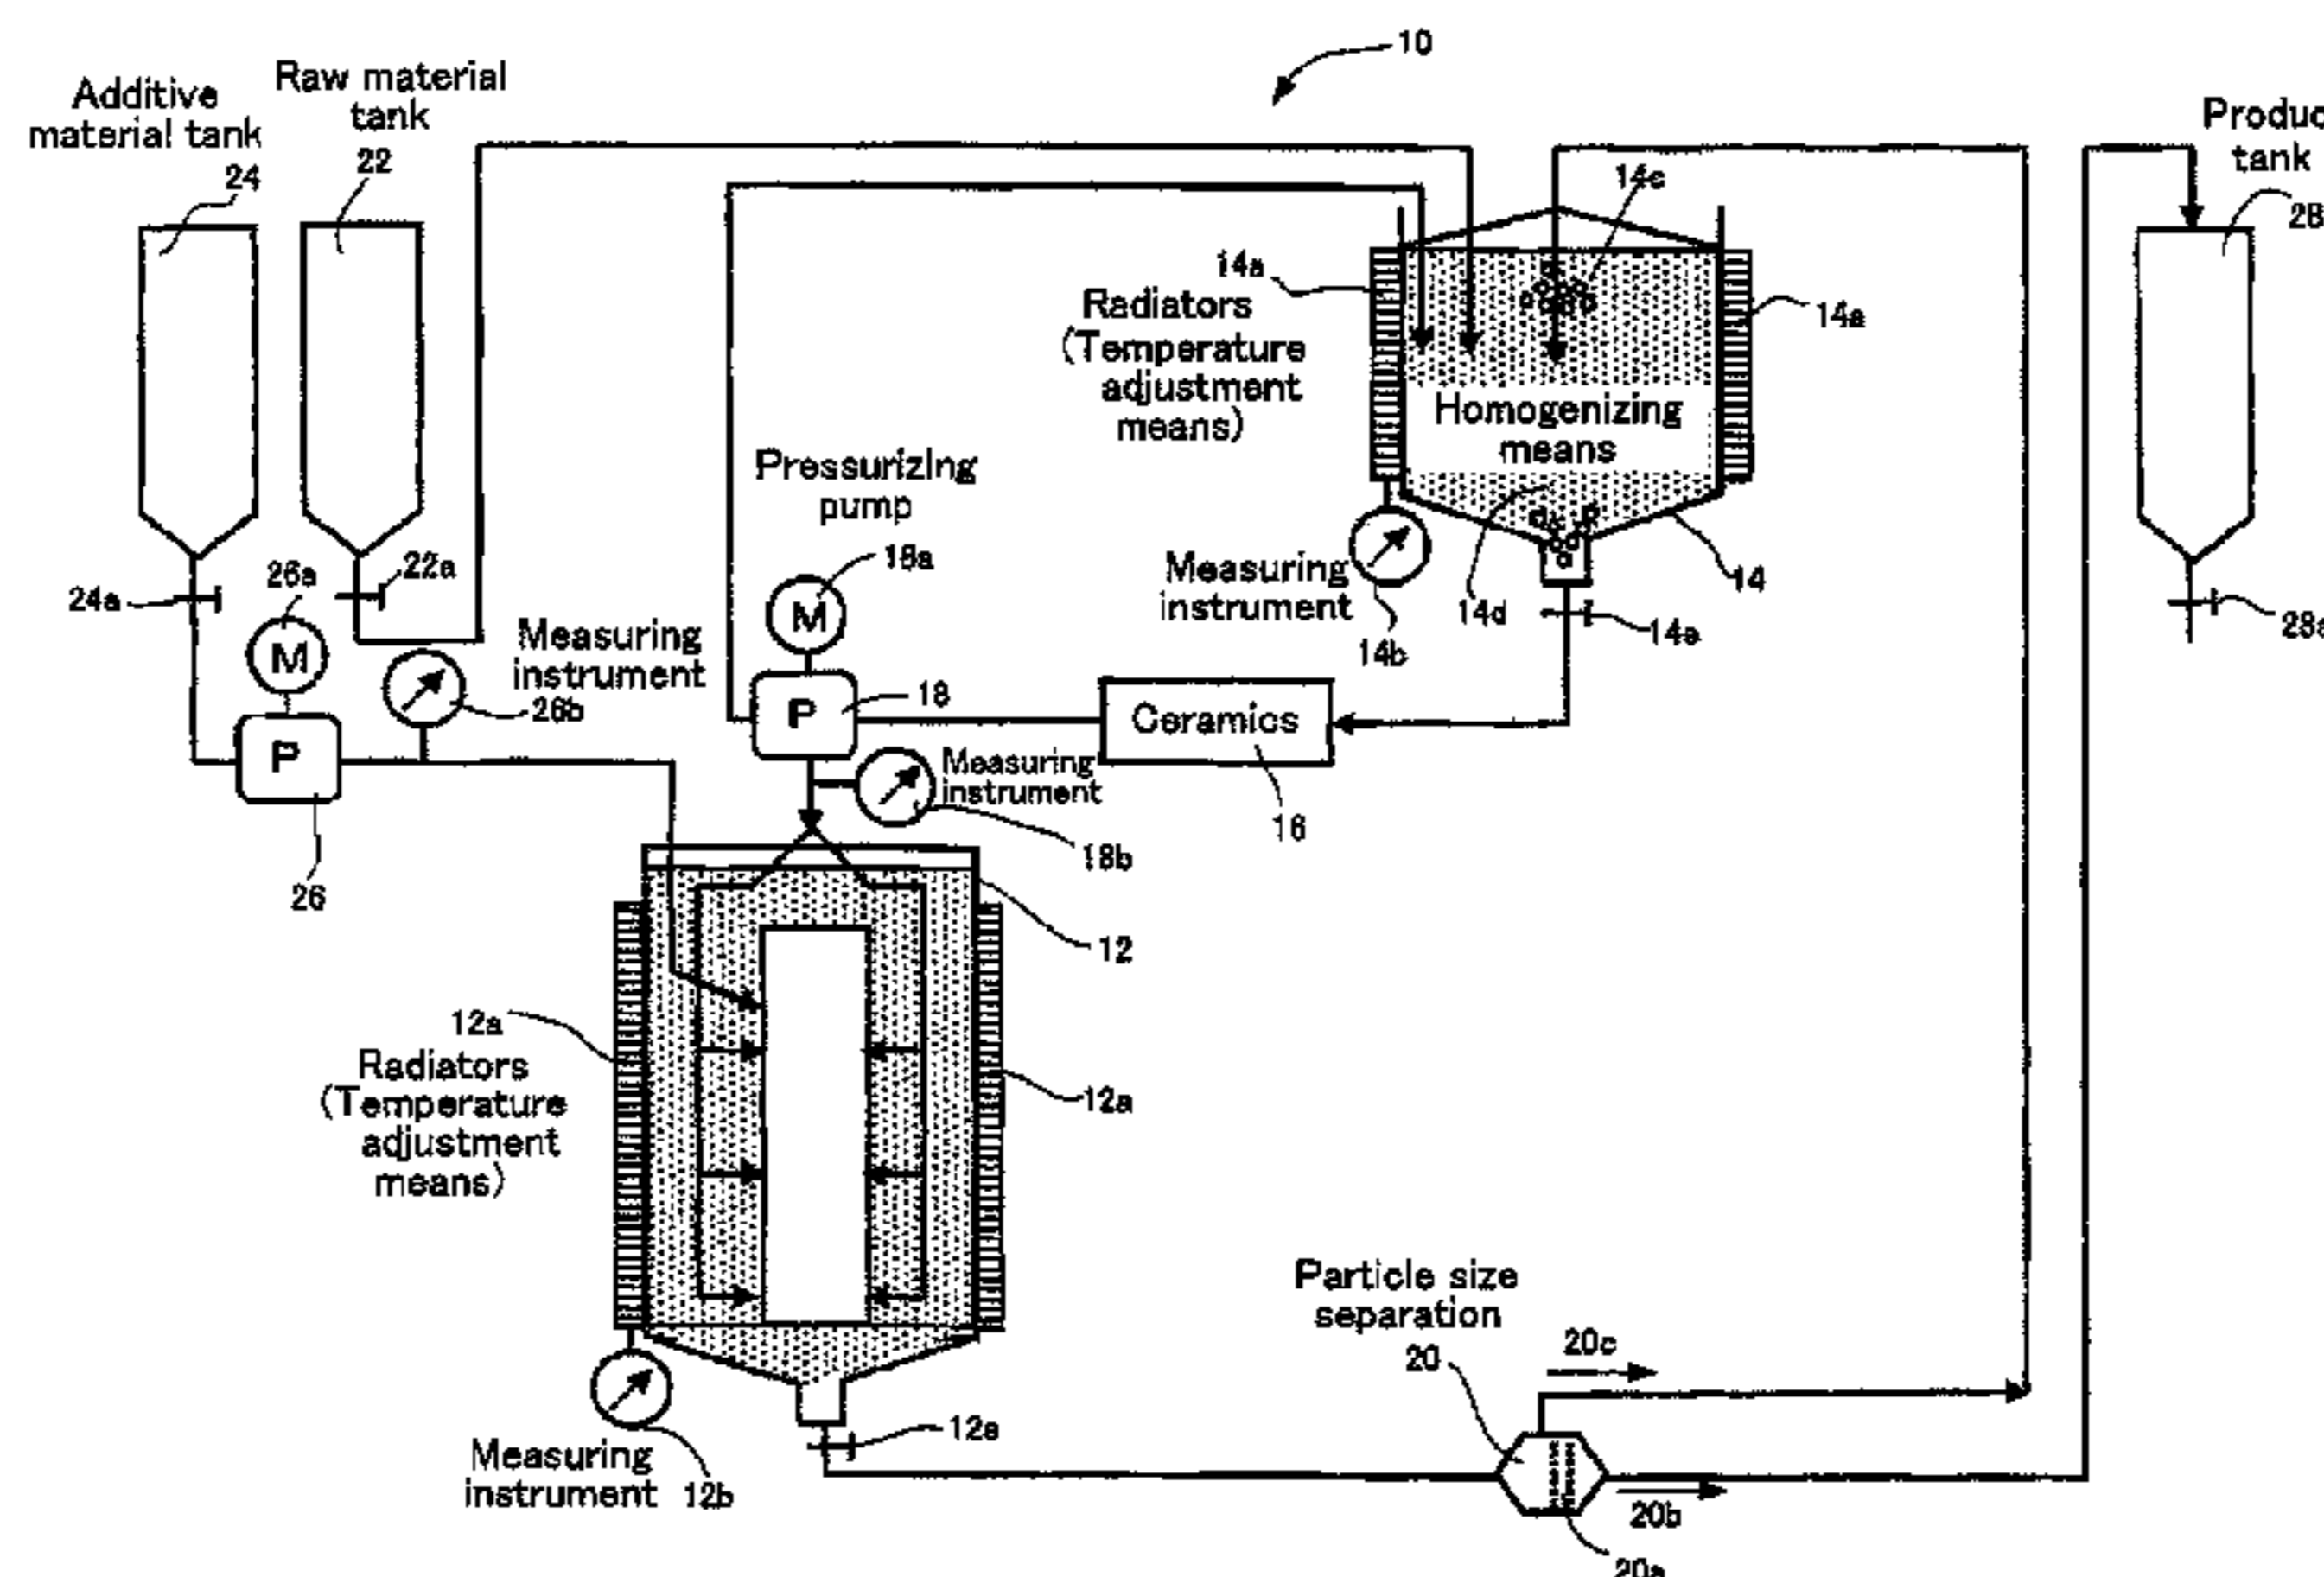 10
Additive
material tank
24
Raw material
tank
22
Produc
tank
28
14c
14a
Radiators
(Temperature
adjustment
means)
14a
Homogenizing
means
Pressurizing
pump
18a
M
Measuring
instrument
14b
14d
14
14e
24a
26a
M
22a
Measuring
instrument
26b
28a
P
18
Ceramics
16
P
26
Measuring
instrument
18b
12
12a
Radiators
(Temperature
adjustment
means)
12a
Particle size
separation
20
20c
12e
Measuring
instrument 12b
20b
20a